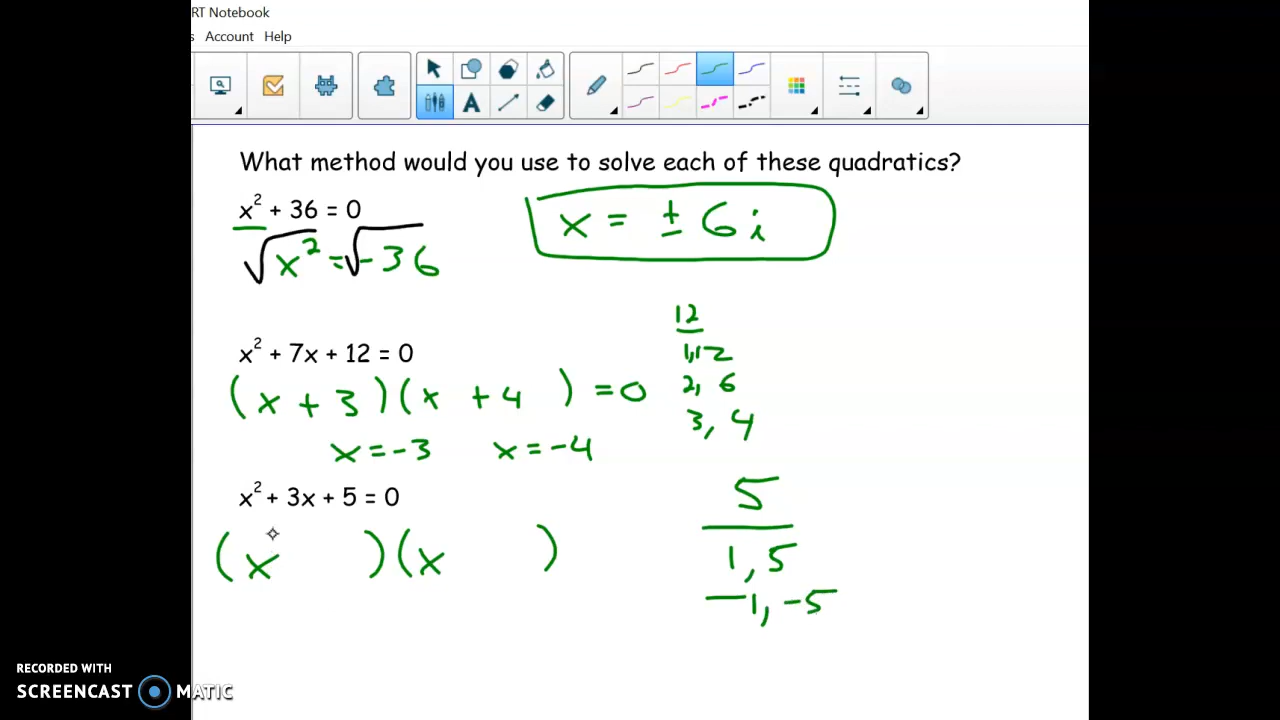 RT Notebook
s Account Help
What method would you use to solve each of these quadratics?
x² + 36 = 0
√x² = √-36
x = ± 6i
x² + 7x + 12 = 0
(x + 3)(x + 4) = 0
x = -3 x = -4
12
1,12
2, 6
3, 4
x² + 3x + 5 = 0
(x )(x )
5
1, 5
-1, -5
RECORDED WITH
SCREENCAST MATIC